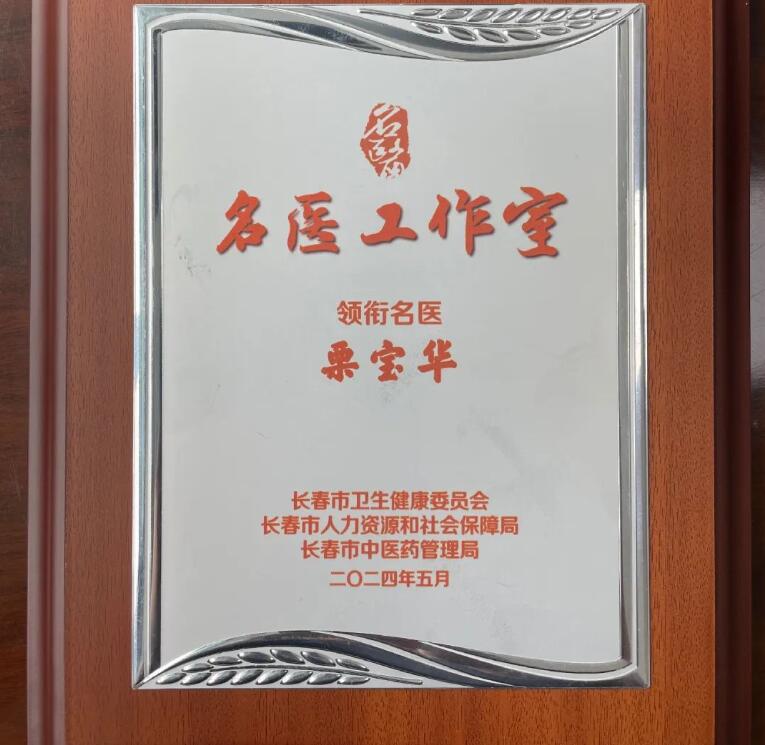 名醫
名医工作室
领衔名医
栗宝华
长春市卫生健康委员会
长春市人力资源和社会保障局
长春市中医药管理局
二〇二四年五月